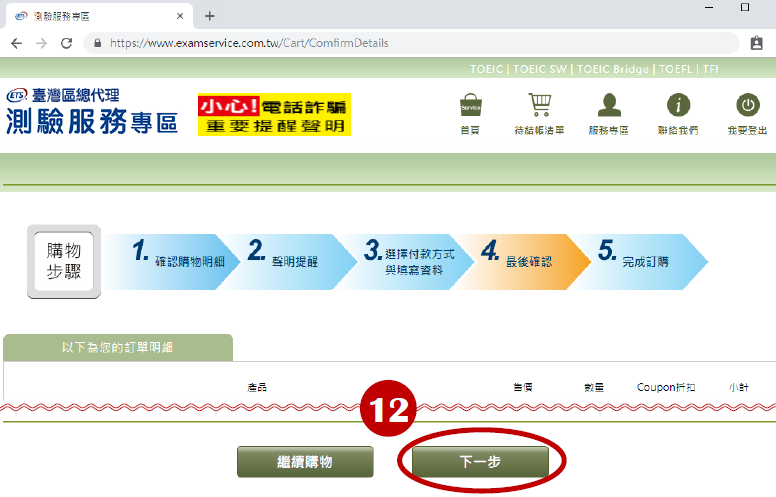 測驗服務專區
https://www.examservice.com.tw/Cart/ComfirmDetails
TOEIC | TOEIC SW | TOEIC Bridge | TOEFL | TFI
ETS 臺灣區總代理
測驗服務專區
小心! 電話詐騙
重要提醒聲明
Service
首頁
待結帳清單
服務專區
聯絡我們
我要登出
購物
步驟
1. 確認購物明細
2. 聲明提醒
3. 選擇付款方式
與填寫資料
4. 最後確認
5. 完成訂購
以下為您的訂單明細
產品 售價 數量 Coupon折扣 小計
12
繼續購物 下一步